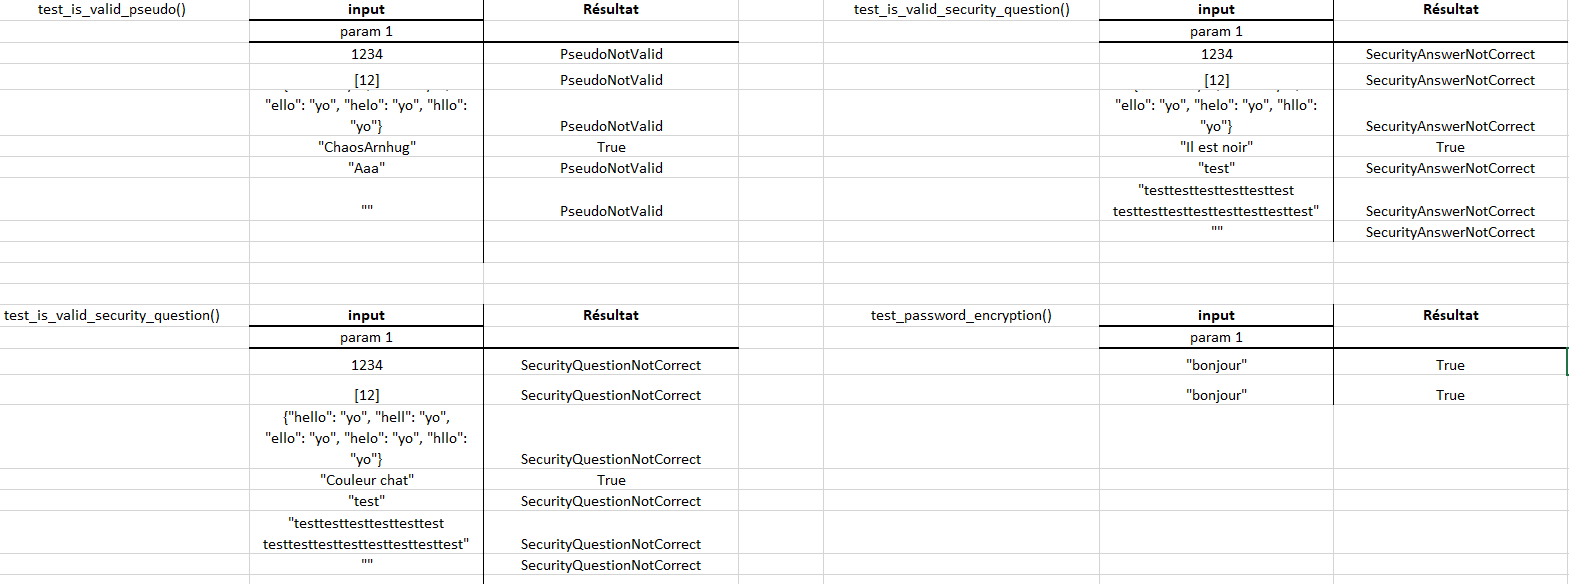 test_is_valid_pseudo() input Résultat
param 1
1234 PseudoNotValid
[12] PseudoNotValid
"ello": "yo", "helo": "yo", "hllo":
"yo"} PseudoNotValid
"ChaosArnhug" True
"Aaa" PseudoNotValid
"" PseudoNotValid
test_is_valid_security_question() input Résultat
param 1
1234 SecurityAnswerNotCorrect
[12] SecurityAnswerNotCorrect
"ello": "yo", "helo": "yo", "hllo":
"yo"} SecurityAnswerNotCorrect
"Il est noir" True
"test" SecurityAnswerNotCorrect
"testtesttesttesttesttest
testtesttesttesttesttesttesttest" SecurityAnswerNotCorrect
"" SecurityAnswerNotCorrect
test_is_valid_security_question() input Résultat
param 1
1234 SecurityQuestionNotCorrect
[12] SecurityQuestionNotCorrect
{"hello": "yo", "hell": "yo",
"ello": "yo", "helo": "yo", "hllo":
"yo"} SecurityQuestionNotCorrect
"Couleur chat" True
"test" SecurityQuestionNotCorrect
"testtesttesttesttesttest
testtesttesttesttesttesttesttest" SecurityQuestionNotCorrect
"" SecurityQuestionNotCorrect
test_password_encryption() input Résultat
param 1
"bonjour" True
"bonjour" True